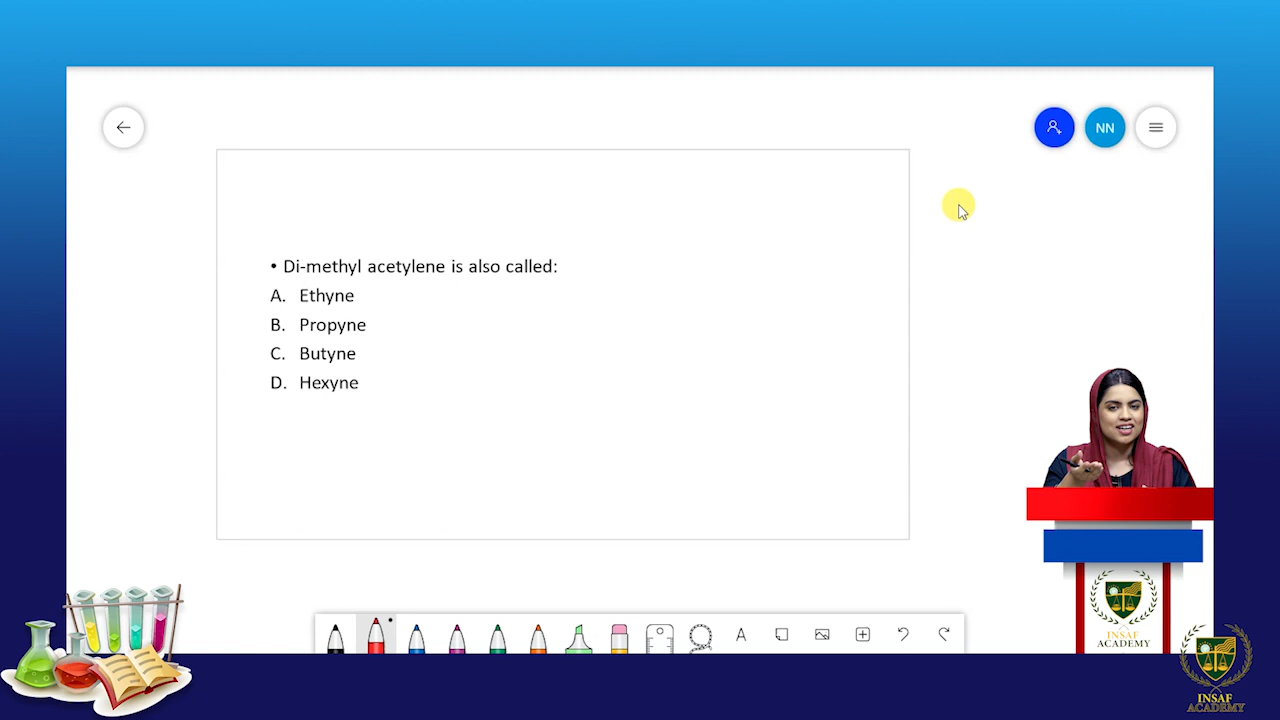 NN
• Di-methyl acetylene is also called:
A. Ethyne
B. Propyne
C. Butyne
D. Hexyne
INSAF
ACADEMY
A
INSAF
ACADEMY